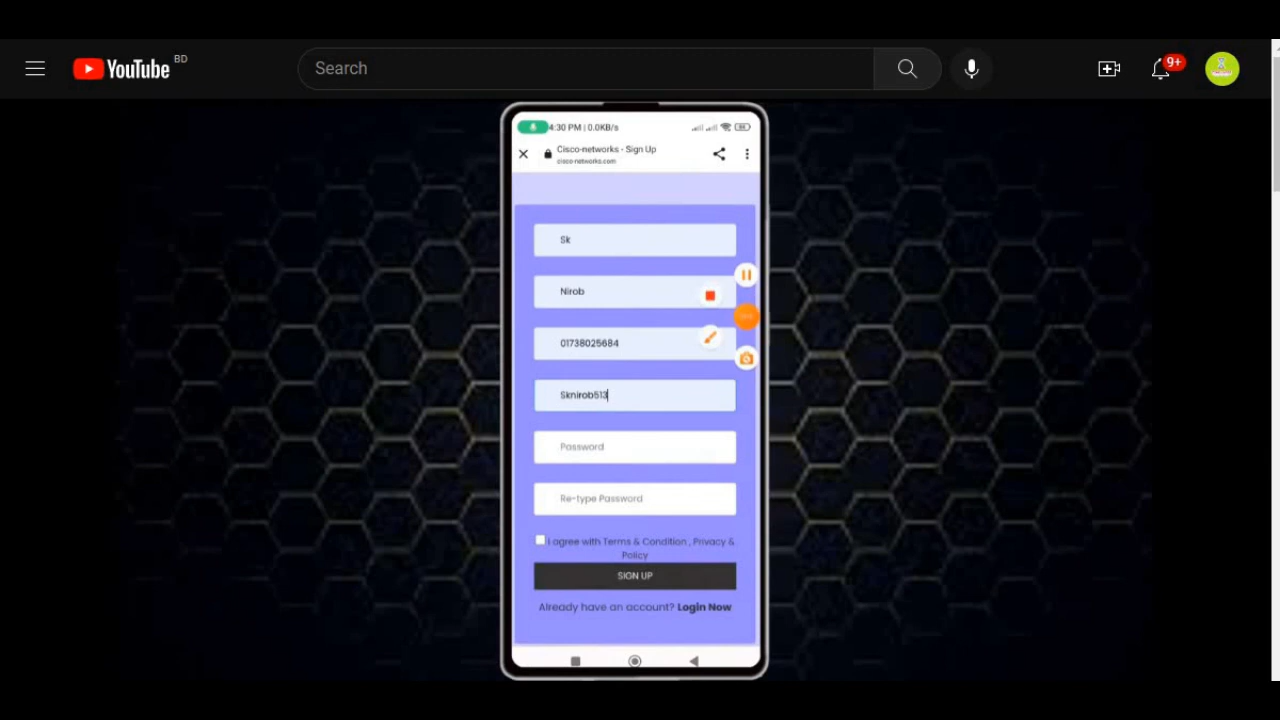 YouTube BD
Search
9+
4:30 PM | 0.0KB/s
Cisco-networks - Sign Up
cisco-networks.com
Sk
Nirob
01738025684
Sknirob513
Password
Re-type Password
I agree with Terms & Condition , Privacy &
Policy
SIGN UP
Already have an account? Login Now